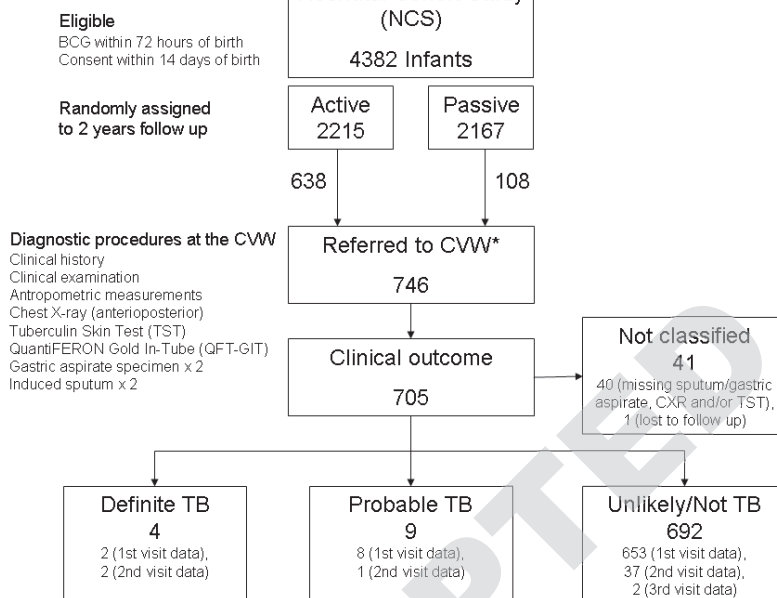 (NCS)
4382 Infants
Eligible
BCG within 72 hours of birth
Consent within 14 days of birth
Randomly assigned
to 2 years follow up
Active
2215
Passive
2167
638
108
Diagnostic procedures at the CVW
Clinical history
Clinical examination
Antropometric measurements
Chest X-ray (anterioposterior)
Tuberculin Skin Test (TST)
QuantiFERON Gold In-Tube (QFT-GIT)
Gastric aspirate specimen x 2
Induced sputum x 2
Referred to CVW*
746
Clinical outcome
705
Not classified
41
40 (missing sputum/gastric
aspirate, CXR and/or TST),
1 (lost to follow up)
Definite TB
4
2 (1st visit data),
2 (2nd visit data)
Probable TB
9
8 (1st visit data),
1 (2nd visit data)
Unlikely/Not TB
692
653 (1st visit data),
37 (2nd visit data),
2 (3rd visit data)
PTED